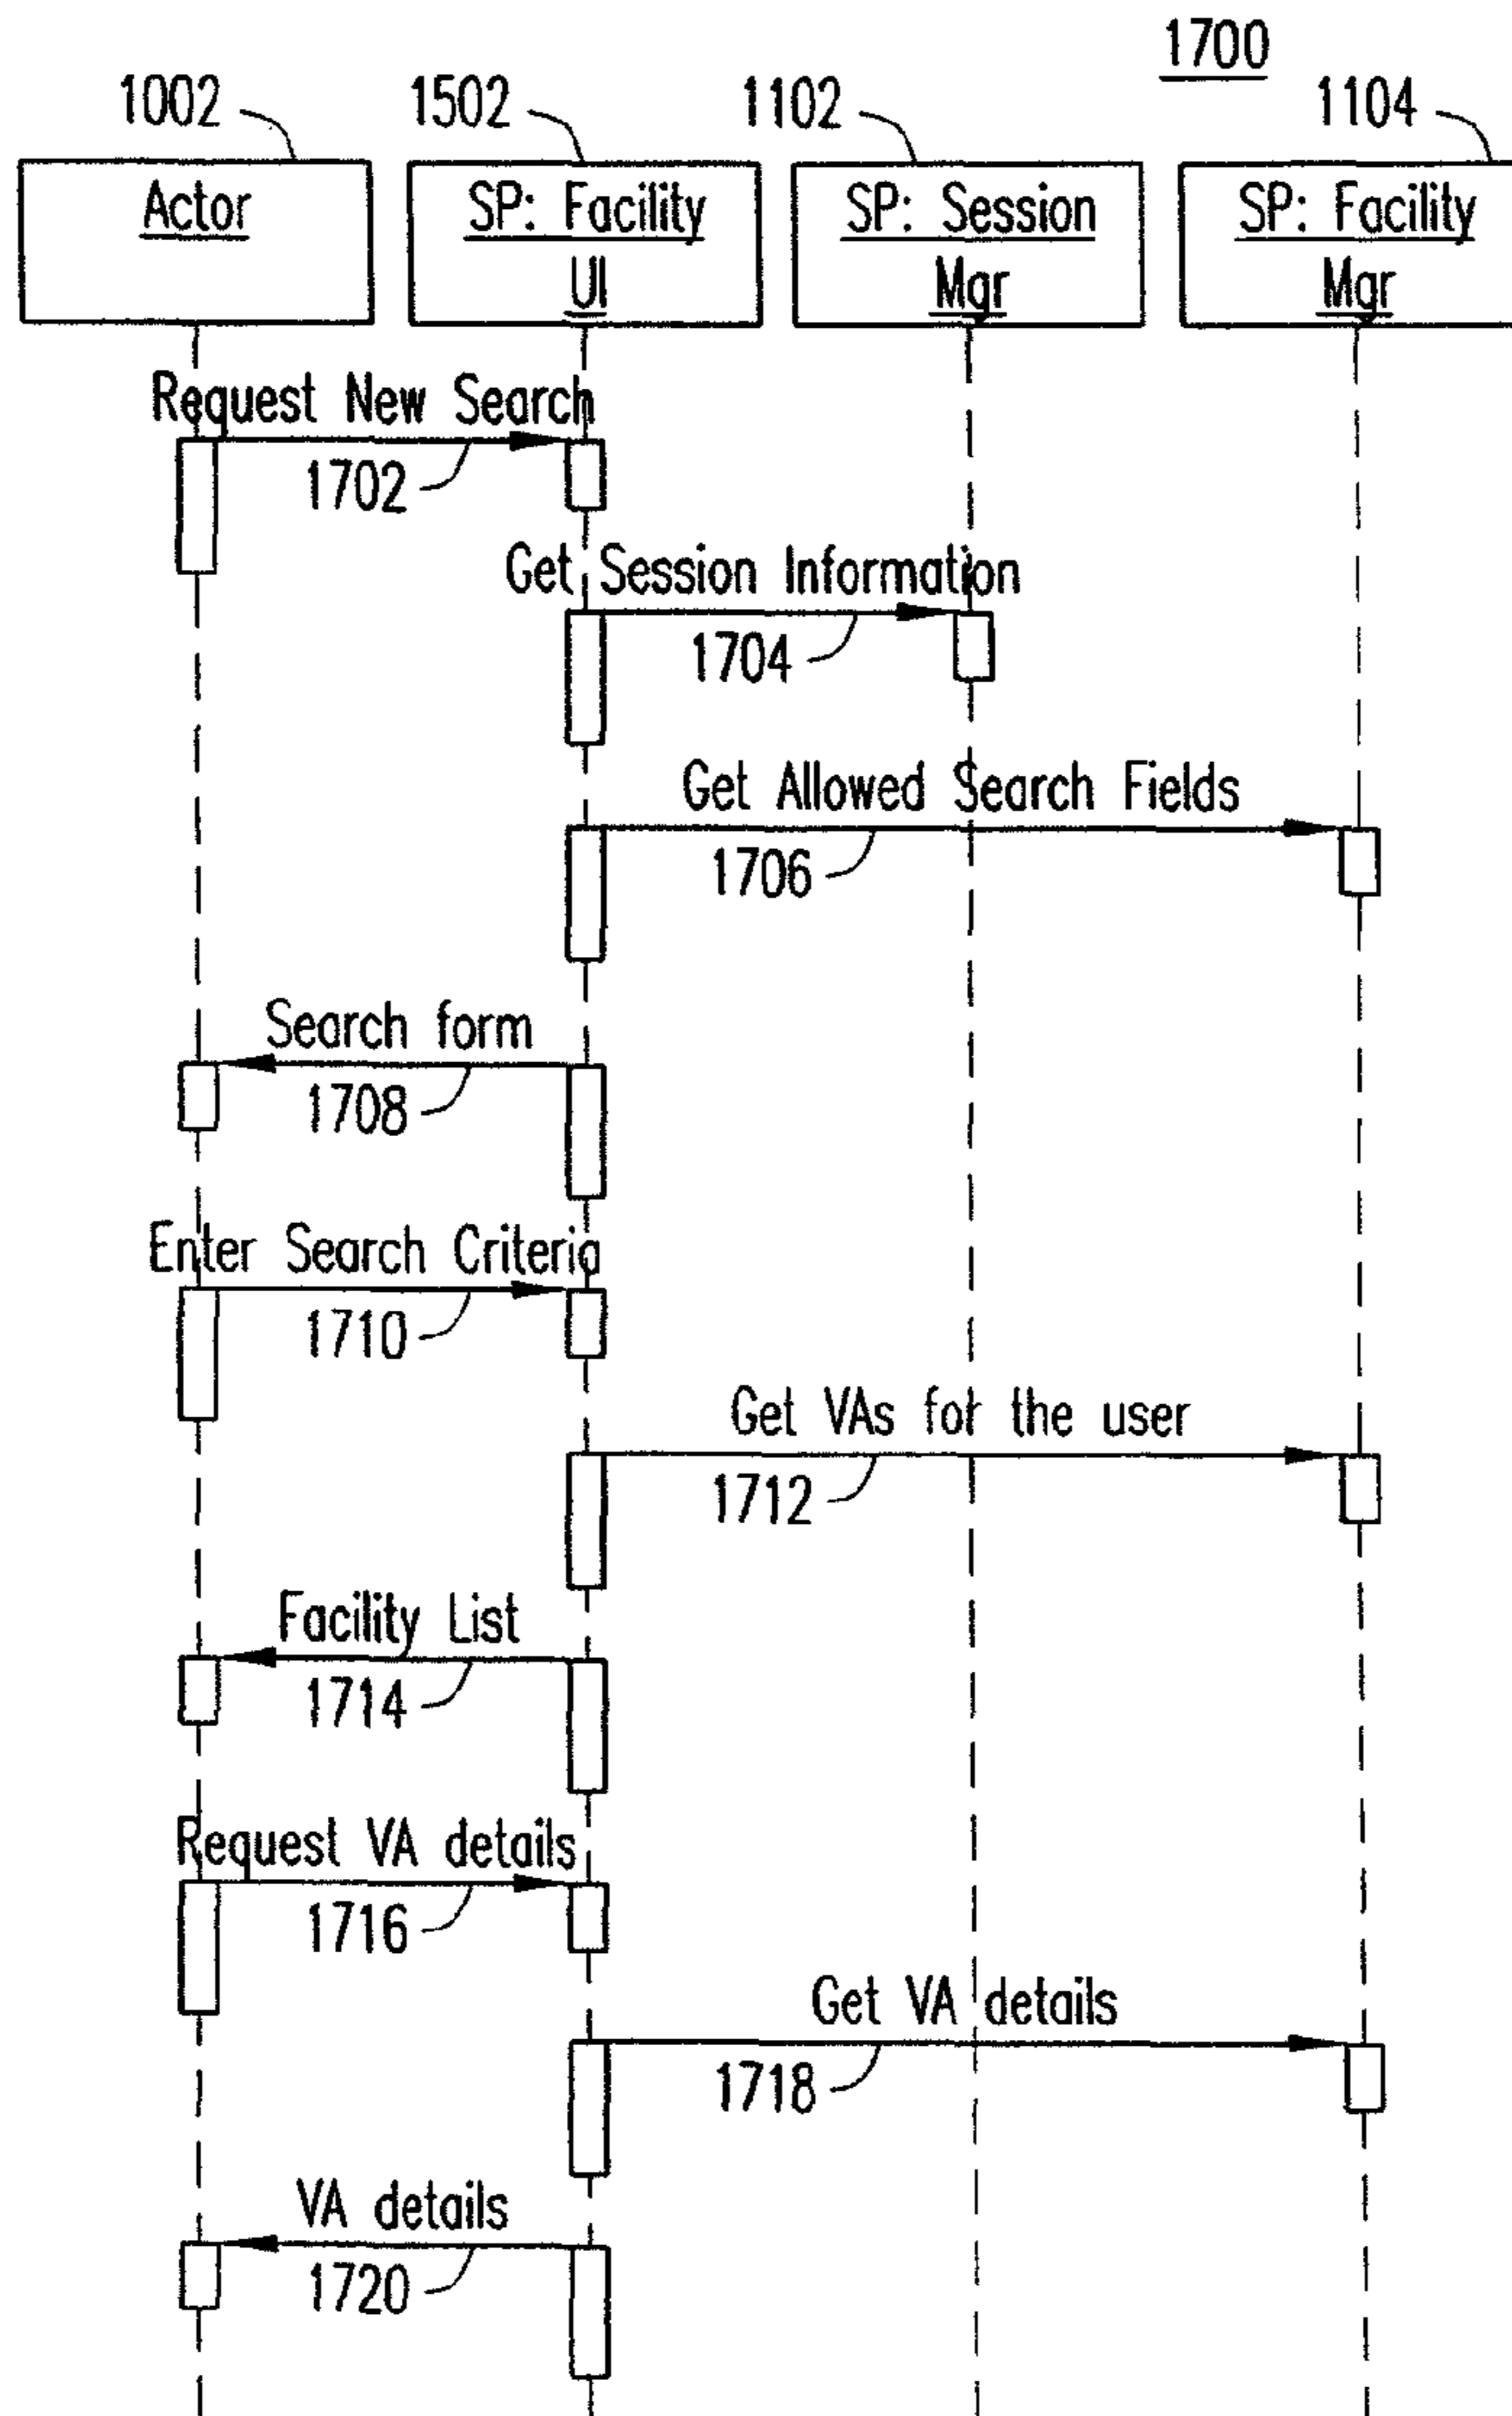 1700
1002
1502
1102
1104
Actor
SP: Facility
UI
SP: Session
Mgr
SP: Facility
Mgr
Request New Search
1702
Get Session Information
1704
Get Allowed Search Fields
1706
Search form
1708
Enter Search Criteria
1710
Get VAs for the user
1712
Facility List
1714
Request VA details
1716
Get VA details
1718
VA details
1720